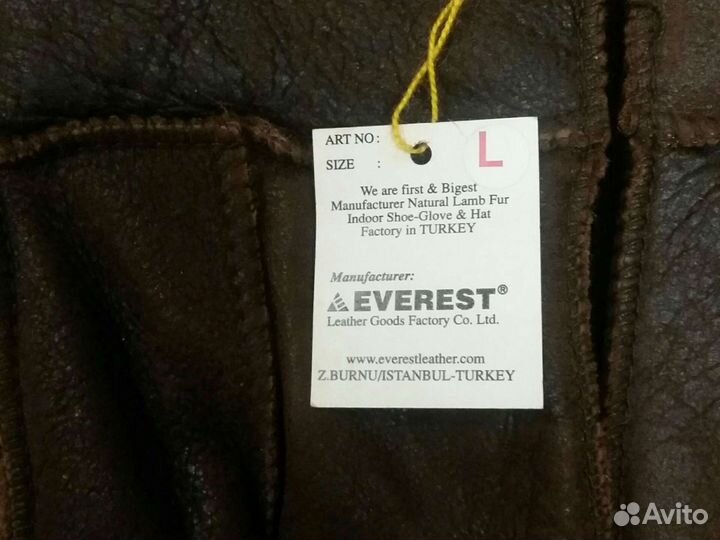 ART NO :
SIZE :
L
We are first & Bigest
Manufacturer Natural Lamb Fur
Indoor Shoe-Glove & Hat
Factory in TURKEY
Manufacturer:
EVEREST®
Leather Goods Factory Co. Ltd.
www.everestleather.com
Z.BURNU/ISTANBUL-TURKEY
Avito